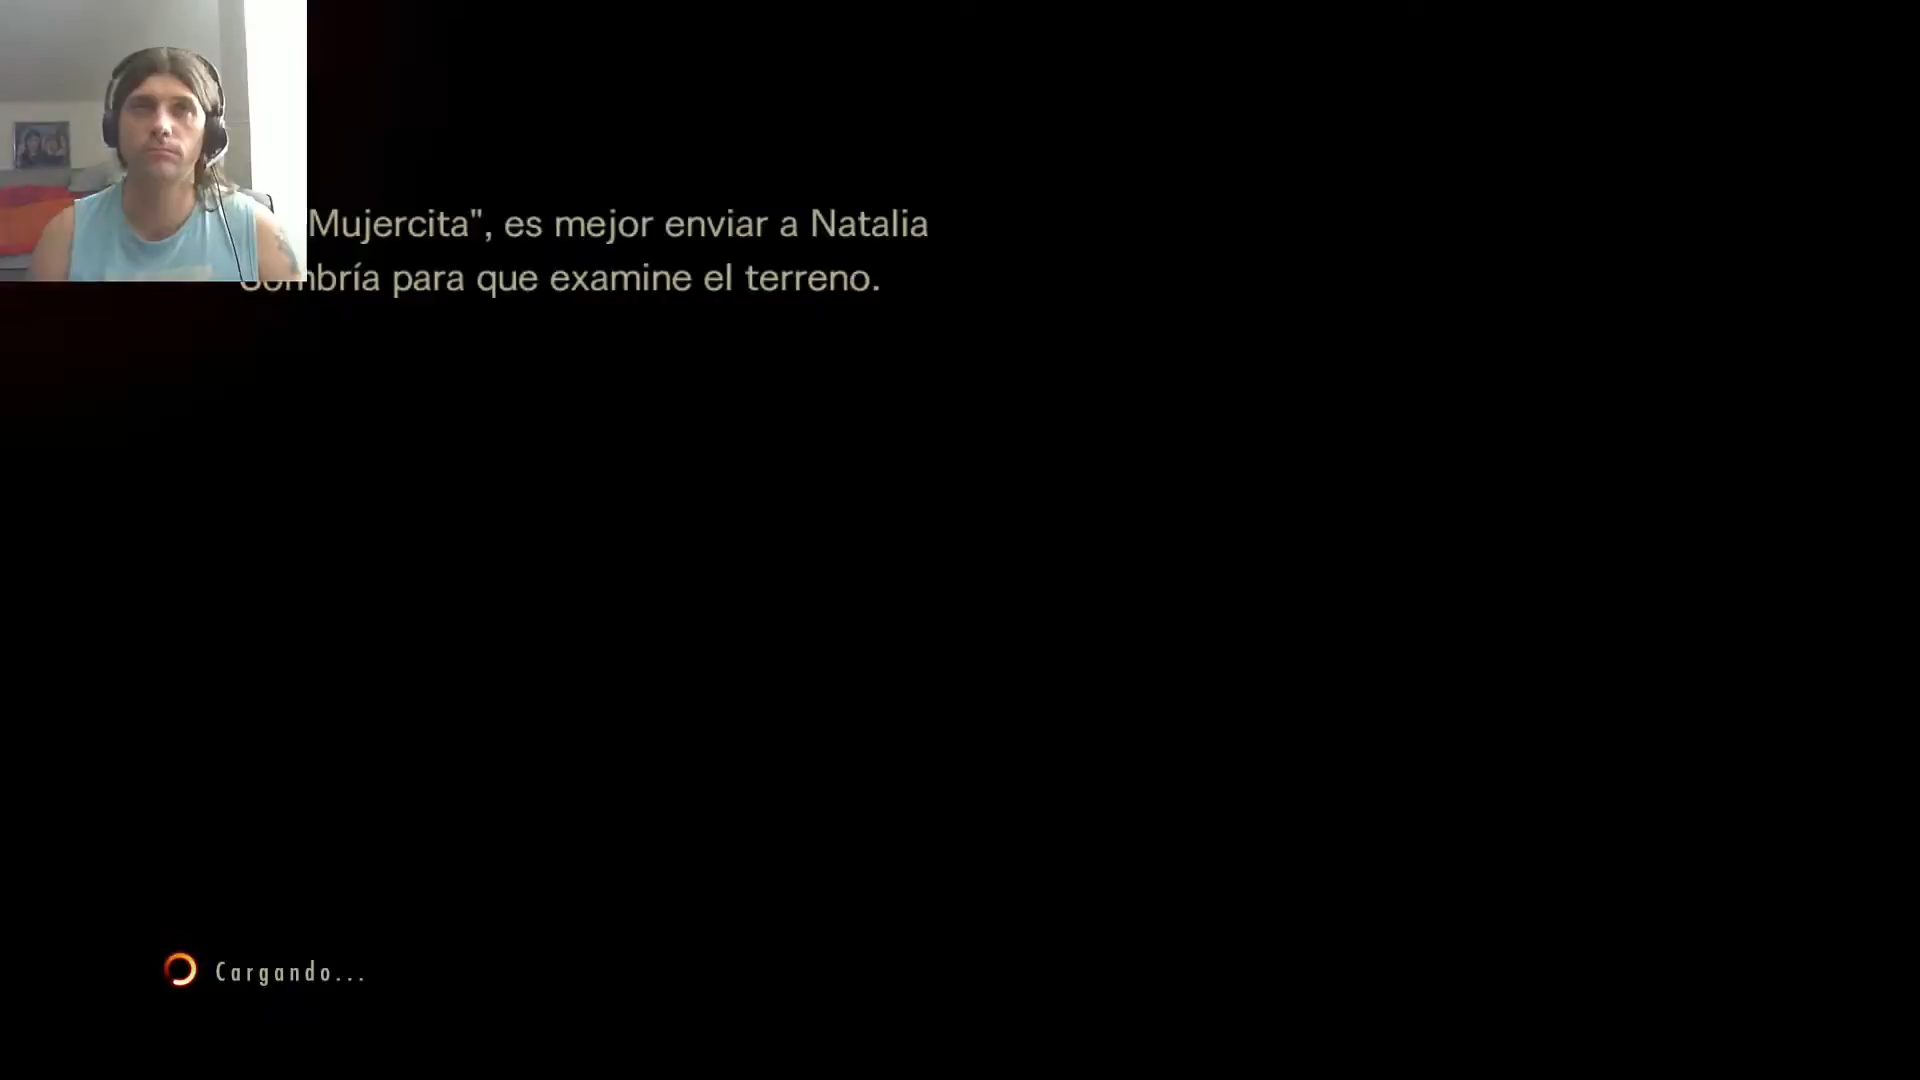 Mujercita", es mejor enviar a Natalia
para que examine el terreno.
Cargando...